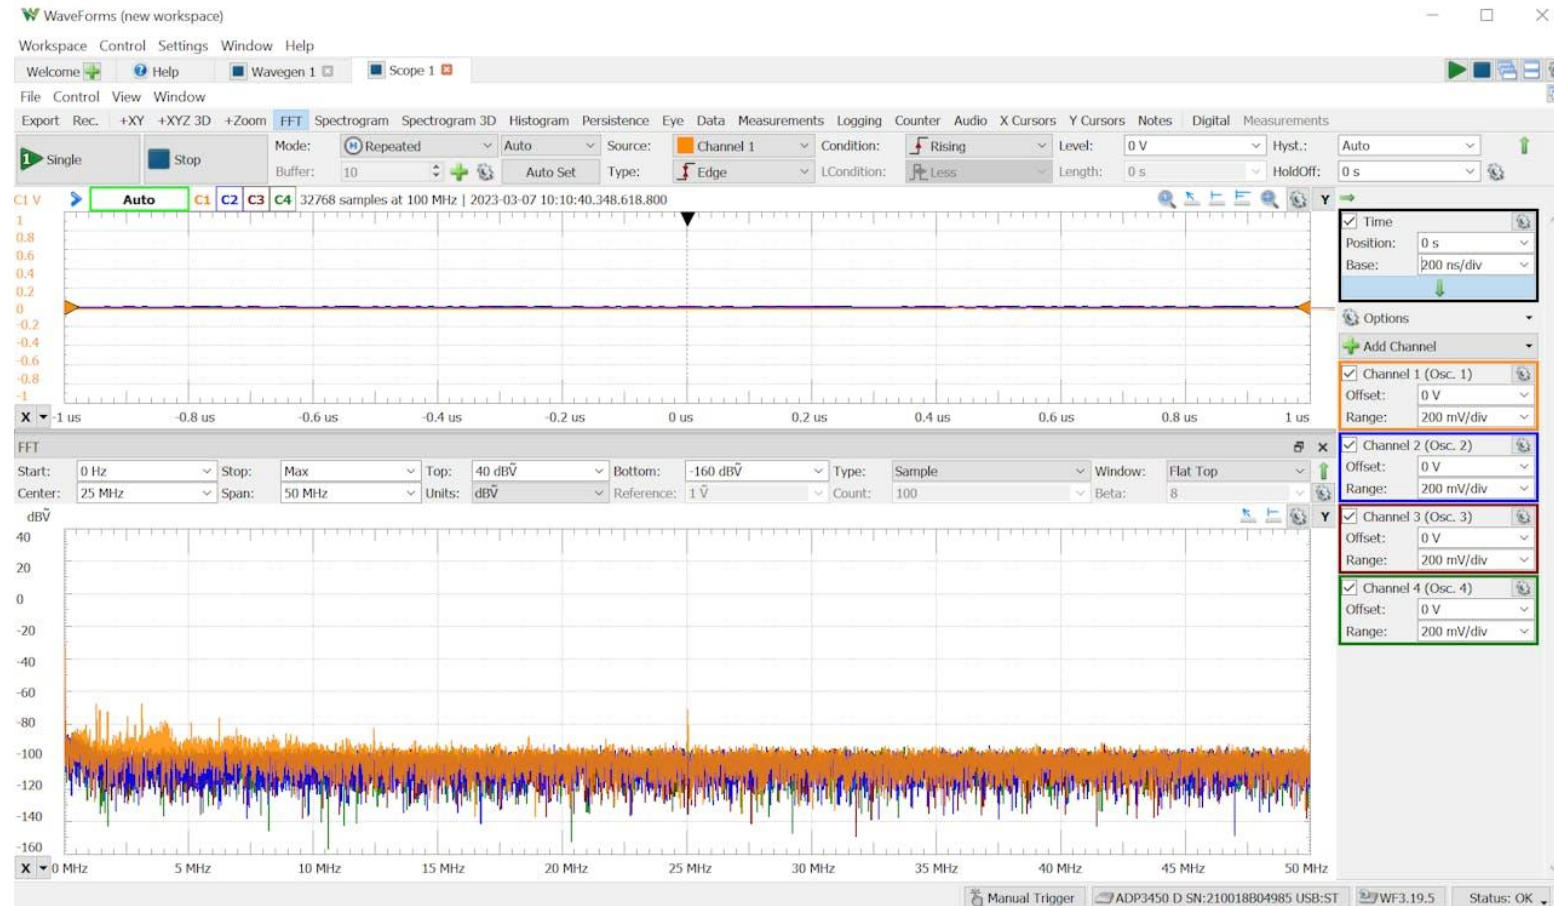 WaveForms (new workspace)
Workspace Control Settings Window Help
Welcome Help Wavegen 1 Scope 1
File Control View Window
Export Rec. +XY +XYZ 3D +Zoom FFT Spectrogram Spectrogram 3D Histogram Persistence Eye Data Measurements Logging Counter Audio X Cursors Y Cursors Notes Digital Measurements
1 Single Stop Mode: Repeated Auto Source: Channel 1 Condition: Rising Level: 0 V Hyst.: Auto
Buffer: 10 Auto Set Type: Edge LCondition: Less Length: 0 s HoldOff: 0 s
C1 V Auto C1 C2 C3 C4 32768 samples at 100 MHz | 2023-03-07 10:10:40.348.618.800 Y
1
0.8
0.6
0.4
0.2
0
-0.2
-0.4
-0.6
-0.8
-1
X -1 us -0.8 us -0.6 us -0.4 us -0.2 us 0 us 0.2 us 0.4 us 0.6 us 0.8 us 1 us
Time
Position: 0 s
Base: 200 ns/div
Options
Add Channel
Channel 1 (Osc. 1)
Offset: 0 V
Range: 200 mV/div
Channel 2 (Osc. 2)
Offset: 0 V
Range: 200 mV/div
Channel 3 (Osc. 3)
Offset: 0 V
Range: 200 mV/div
Channel 4 (Osc. 4)
Offset: 0 V
Range: 200 mV/div
FFT
Start: 0 Hz Stop: Max Top: 40 dBṼ Bottom: -160 dBṼ Type: Sample Window: Flat Top
Center: 25 MHz Span: 50 MHz Units: dBṼ Reference: 1 Ṽ Count: 100 Beta: 8
dBṼ Y
40
20
0
-20
-40
-60
-80
-100
-120
-140
-160
X 0 MHz 5 MHz 10 MHz 15 MHz 20 MHz 25 MHz 30 MHz 35 MHz 40 MHz 45 MHz 50 MHz
Manual Trigger ADP3450 D SN:210018B04985 USB:ST WF3.19.5 Status: OK